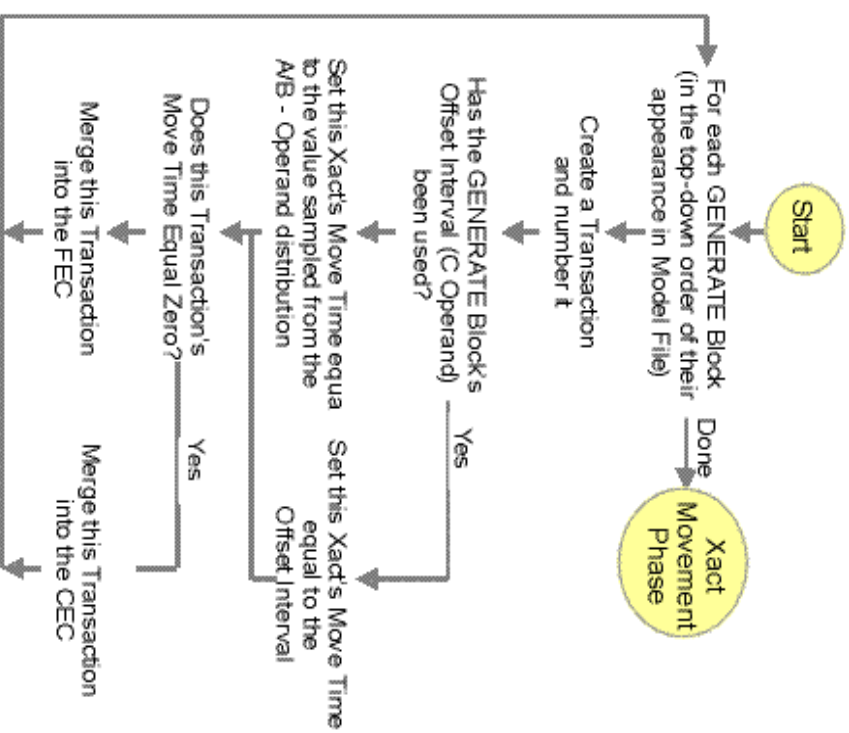 Start
For each GENERATE Block
(in the top-down order of their
appearance in Model File)
Done
Xact
Movement
Phase
Create a Transaction
and number it
Has the GENERATE Block's
Offset Interval (C Operand)
been used?
Yes
Set this Xact's Move Time equa
to the value sampled from the
A/B - Operand distribution
Set this Xact's Move Time
equal to the
Offset Interval
Does this Transaction's
Move Time Equal Zero?
Yes
Merge this Transaction
into the FEC
Merge this Transaction
into the CEC